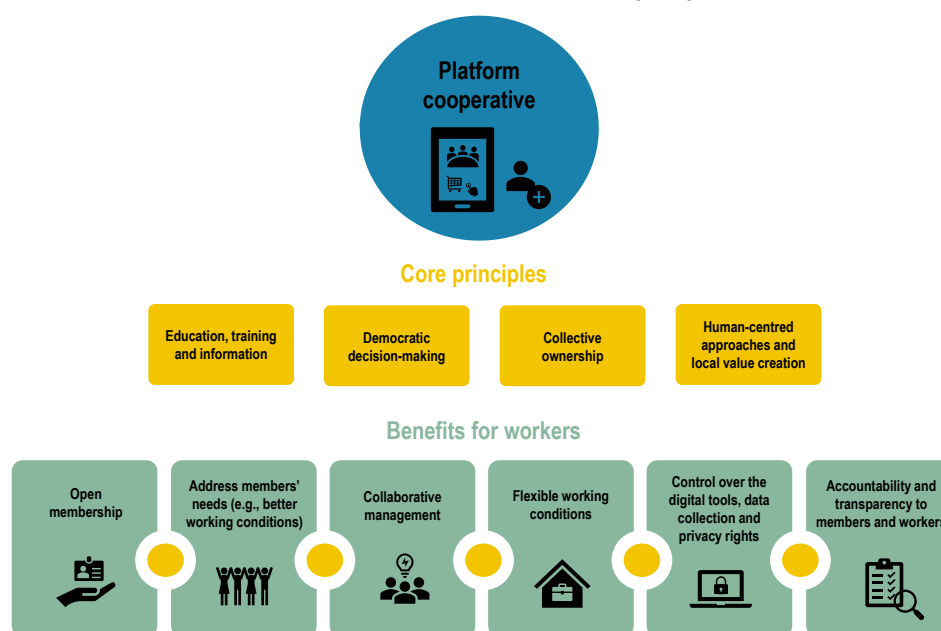 Platform
cooperative
Core principles
Education, training
and information
Democratic
decision-making
Collective
ownership
Human-centred
approaches and
local value creation
Benefits for workers
Open
membership
Address members'
needs (e.g., better
working conditions)
Collaborative
management
Flexible working
conditions
Control over the
digital tools, data
collection and
privacy rights
Accountability and
transparency to
members and workers